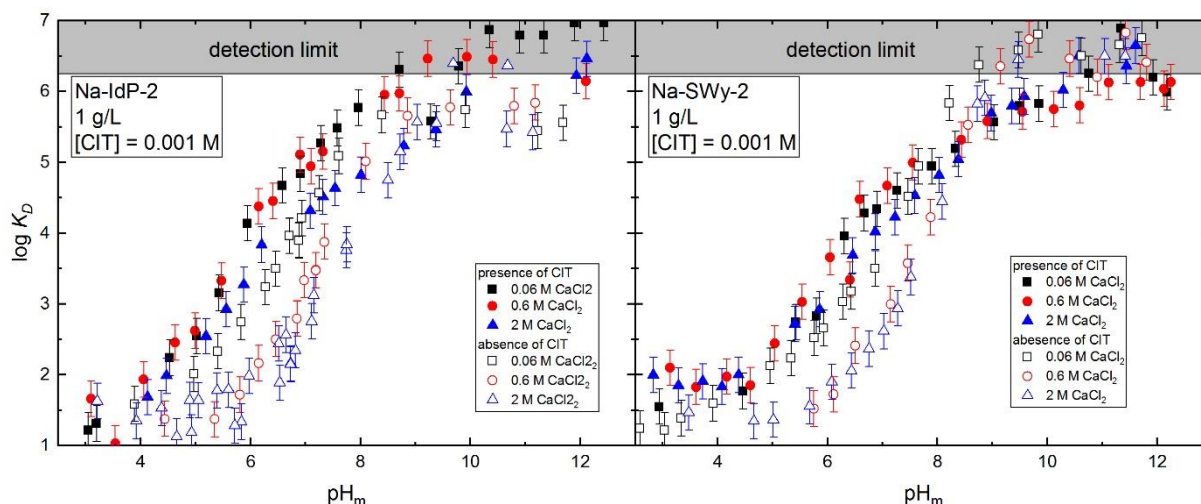 detection limit
Na-IdP-2
1 g/L
[CIT] = 0.001 M
presence of CIT
0.06 M CaCl2
0.6 M CaCl₂
2 M CaCl₂
absence of CIT
0.06 M CaCl2₂
0.6 M CaCl2₂
2 M CaCl2₂
7
6
5
4
3
2
1
log K_D
4 6 8 10 12
pHₘ
detection limit
Na-SWy-2
1 g/L
[CIT] = 0.001 M
presence of CIT
0.06 M CaCl₂
0.6 M CaCl₂
2 M CaCl₂
absence of CIT
0.06 M CaCl₂
0.6 M CaCl₂
2 M CaCl₂
4 6 8 10 12
pHₘ